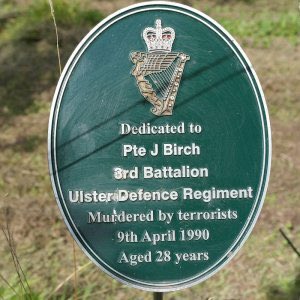 Dedicated to
Pte J Birch
3rd Battalion
Ulster Defence Regiment
Murdered by terrorists
9th April 1990
Aged 28 years